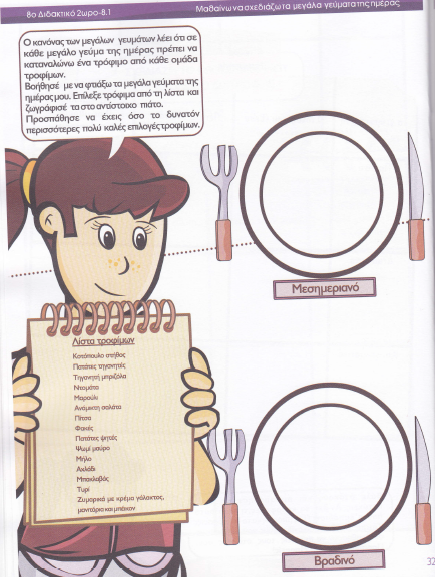 8ο Διδακτικό 2ωρο-8.1
Μαθαίνω να σχεδιάζω τα μεγάλα γεύματα της ημέρας
Ο κανόνας των μεγάλων γευμάτων λέει ότι σε
κάθε μεγάλο γεύμα της ημέρας πρέπει να
καταναλώνω ένα τρόφιμο από κάθε ομάδα
τροφίμων.
Βοήθησέ με να φτιάξω τα μεγάλα γεύματα της
ημέρας μου. Επίλεξε τρόφιμα από τη λίστα και
ζωγράφισέ τα στο αντίστοιχο πιάτο.
Προσπάθησε να έχεις όσο το δυνατόν
περισσότερες πολύ καλές επιλογές τροφίμων.
Μεσημεριανό
Λίστα τροφίμων
Κοτόπουλο στήθος
Πατάτες τηγανητές
Τηγανητή μπριζόλα
Ντομάτα
Μαρούλι
Ανάμικτη σαλάτα
Πίτσα
Φακές
Πατάτες ψητές
Ψωμί μαύρο
Μήλο
Αχλάδι
Μπακλαβάς
Τυρί
Ζυμαρικά με κρέμα γάλακτος,
μανιτάρια και μπέικον
Βραδινό
32